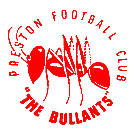 PRESTON FOOTBALL CLUB
"THE BULLANTS"